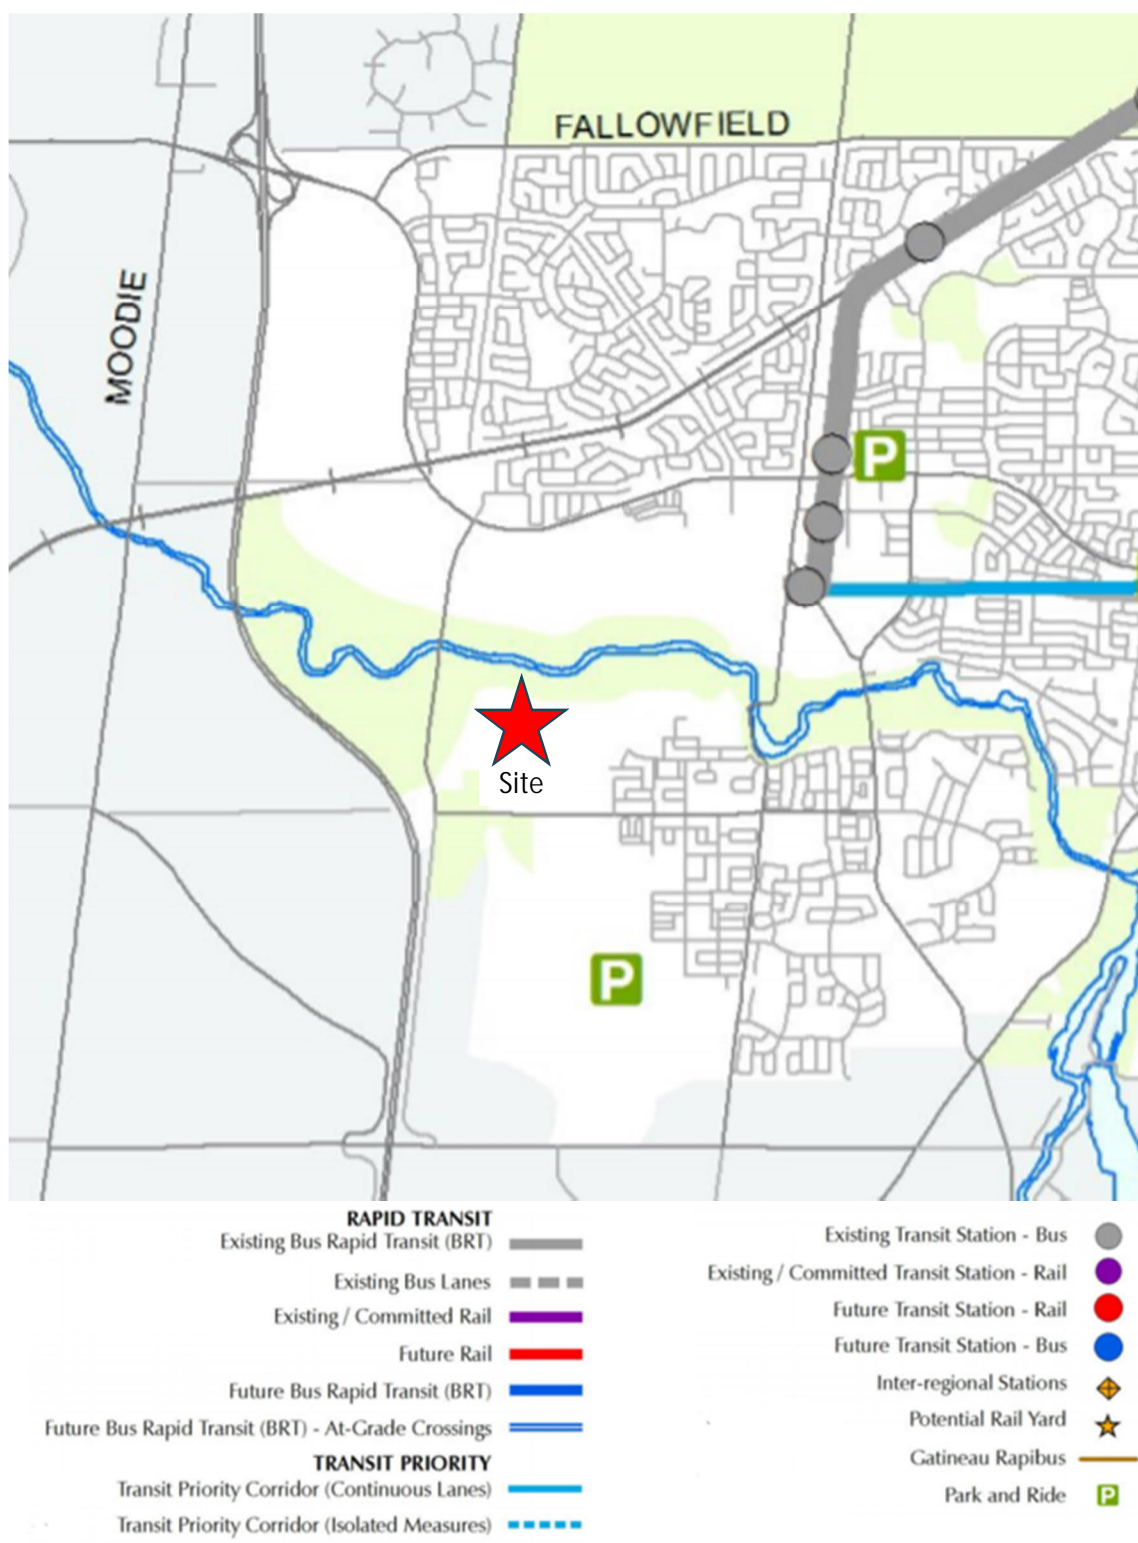 FALLOWFIELD
MOODIE
P
Site
P
RAPID TRANSIT
Existing Bus Rapid Transit (BRT)
Existing Bus Lanes
Existing / Committed Rail
Future Rail
Future Bus Rapid Transit (BRT)
Future Bus Rapid Transit (BRT) - At-Grade Crossings
TRANSIT PRIORITY
Transit Priority Corridor (Continuous Lanes)
Transit Priority Corridor (Isolated Measures)
Existing Transit Station - Bus
Existing / Committed Transit Station - Rail
Future Transit Station - Rail
Future Transit Station - Bus
Inter-regional Stations
Potential Rail Yard
Gatineau Rapibus
Park and Ride P